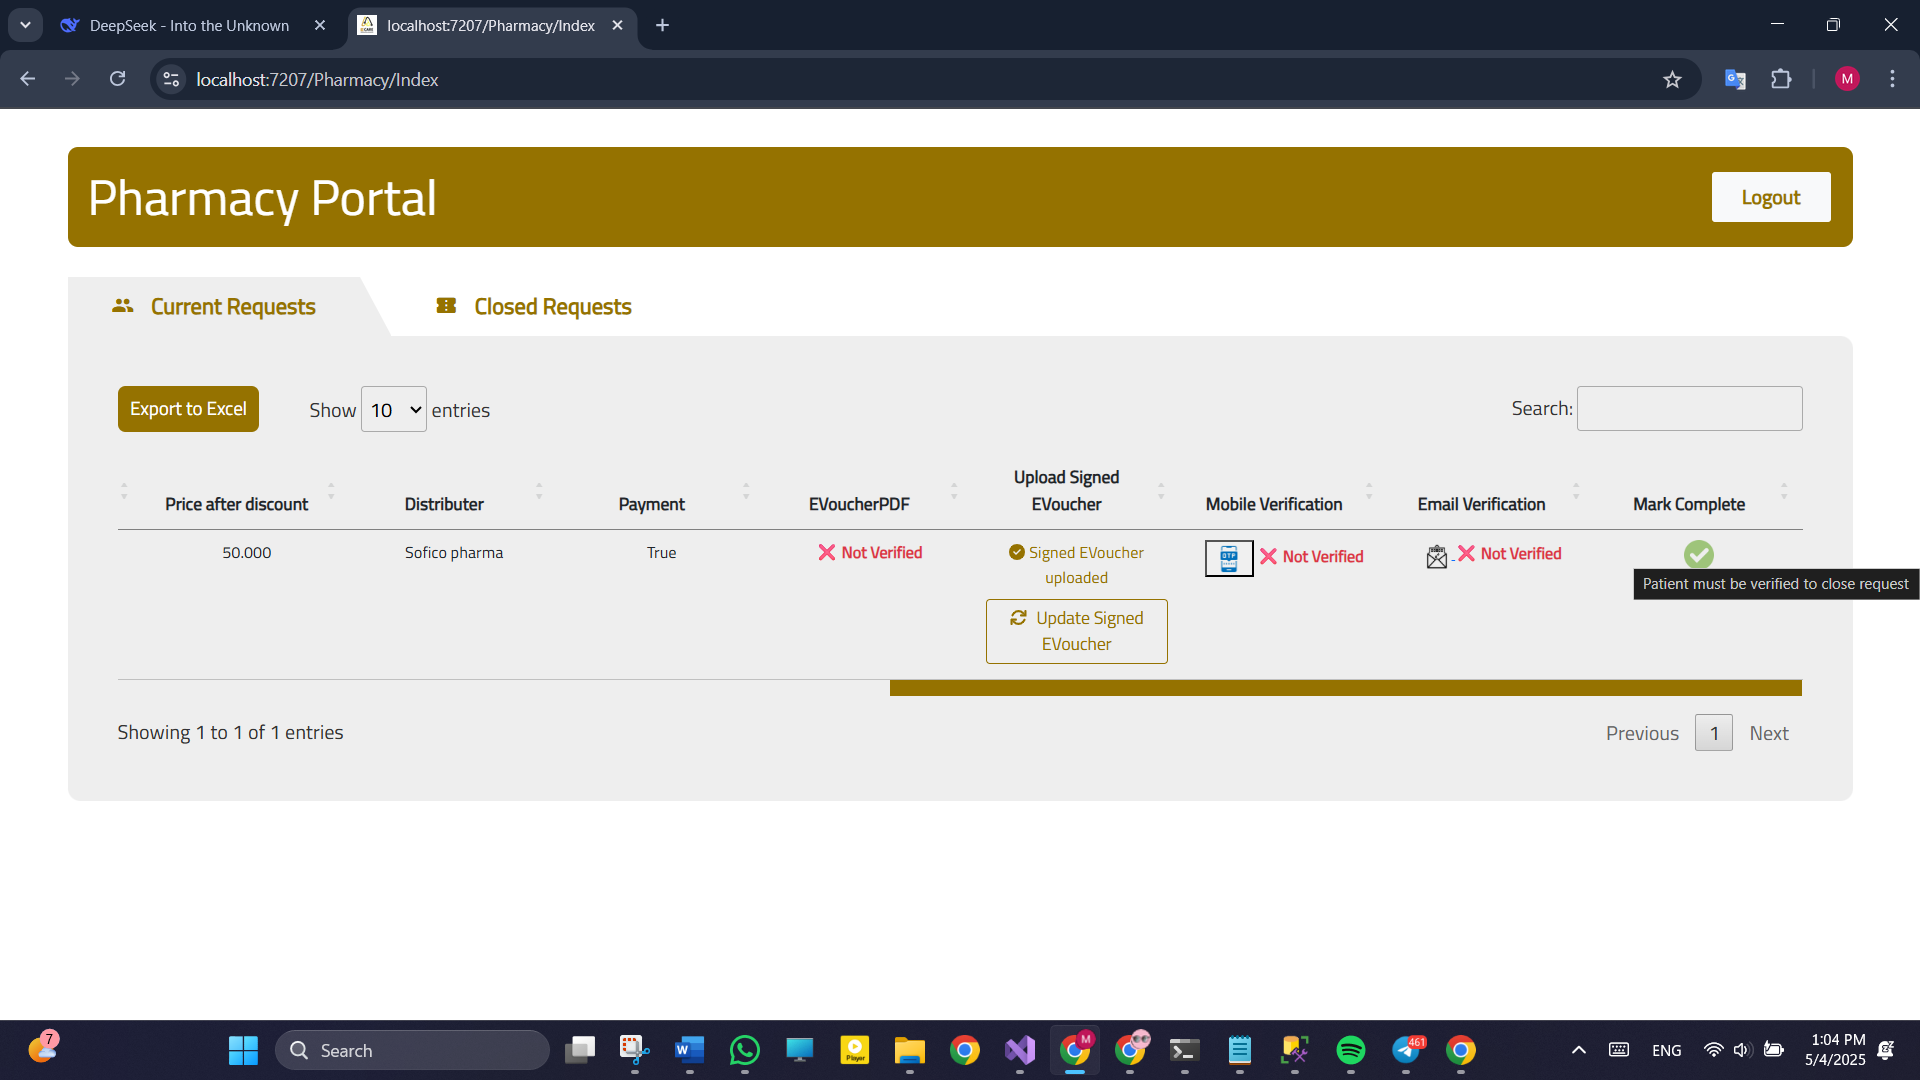 DeepSeek - Into the Unknown
localhost:7207/Pharmacy/Index
localhost:7207/Pharmacy/Index
M
Pharmacy Portal
Logout
Current Requests
Closed Requests
Export to Excel
Show 10 entries
Search:
Price after discount
Distributer
Payment
EVoucherPDF
Upload Signed
EVoucher
Mobile Verification
Email Verification
Mark Complete
50.000
Sofico pharma
True
Not Verified
Signed EVoucher
uploaded
Update Signed
EVoucher
OTP
Not Verified
Not Verified
Patient must be verified to close request
Showing 1 to 1 of 1 entries
Previous
1
Next
7
Search
W
Player
M
461
ENG
1:04 PM
5/4/2025